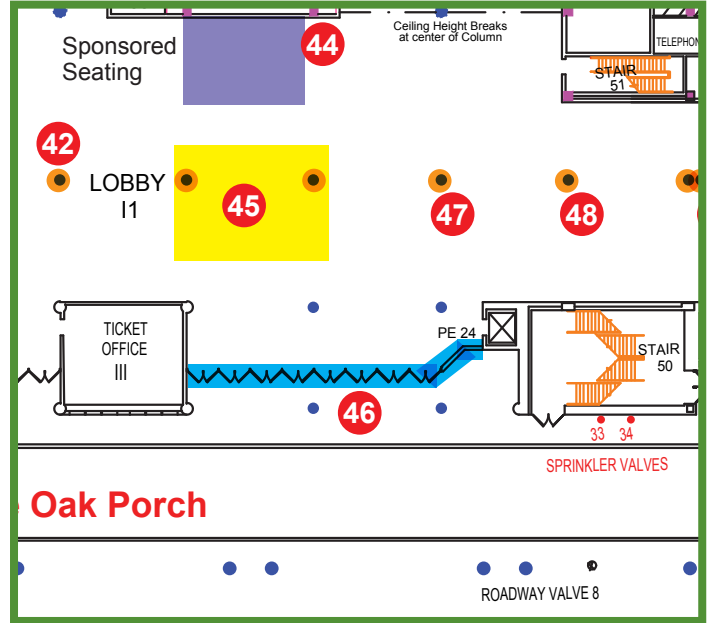 Ceiling Height Breaks
at center of Column
44
Sponsored
Seating
TELEPHON
STAIR
51
42
LOBBY
I1
45
47
48
TICKET
OFFICE
III
PE 24
STAIR
50
46
33 34
SPRINKLER VALVES
Oak Porch
ROADWAY VALVE 8